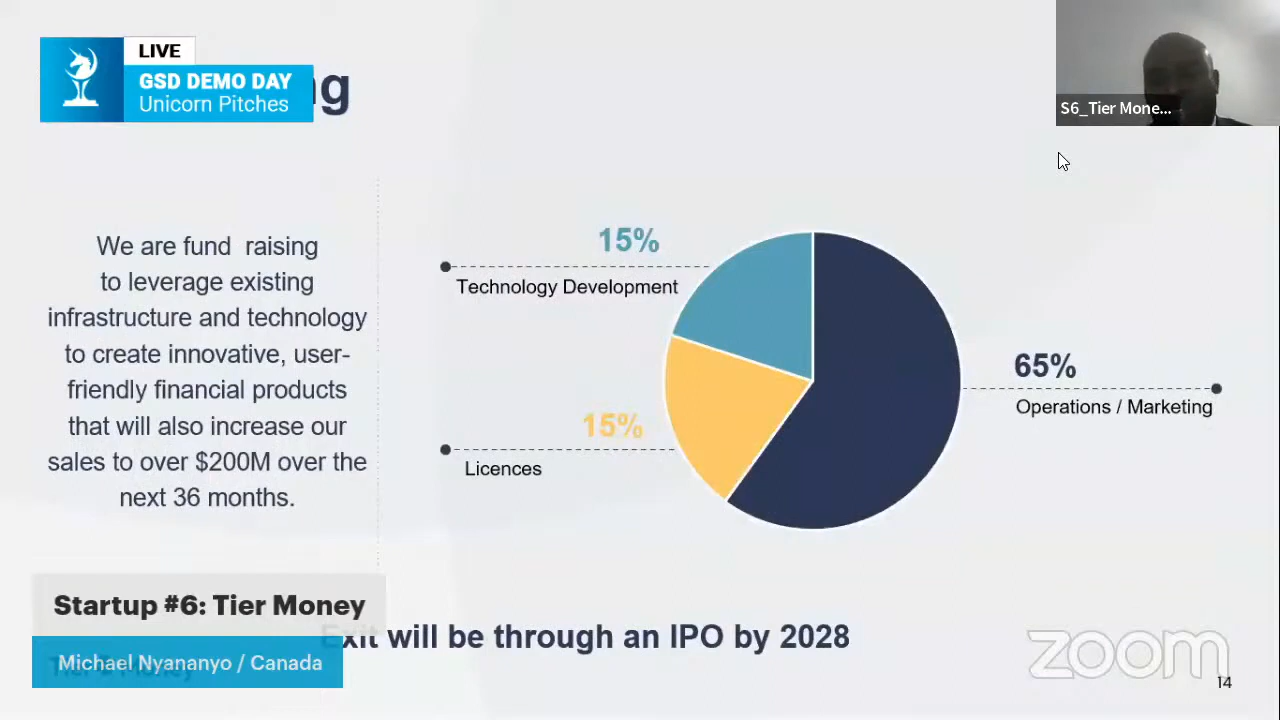 LIVE
GSD DEMO DAY
Unicorn Pitches
ng
S6_Tier Mone...
We are fund raising
to leverage existing
infrastructure and technology
to create innovative, user-
friendly financial products
that will also increase our
sales to over $200M over the
next 36 months.
15%
Technology Development
15%
Licences
65%
Operations / Marketing
Startup #6: Tier Money
Exit will be through an IPO by 2028
Michael Nyananyo / Canada
zoom
14